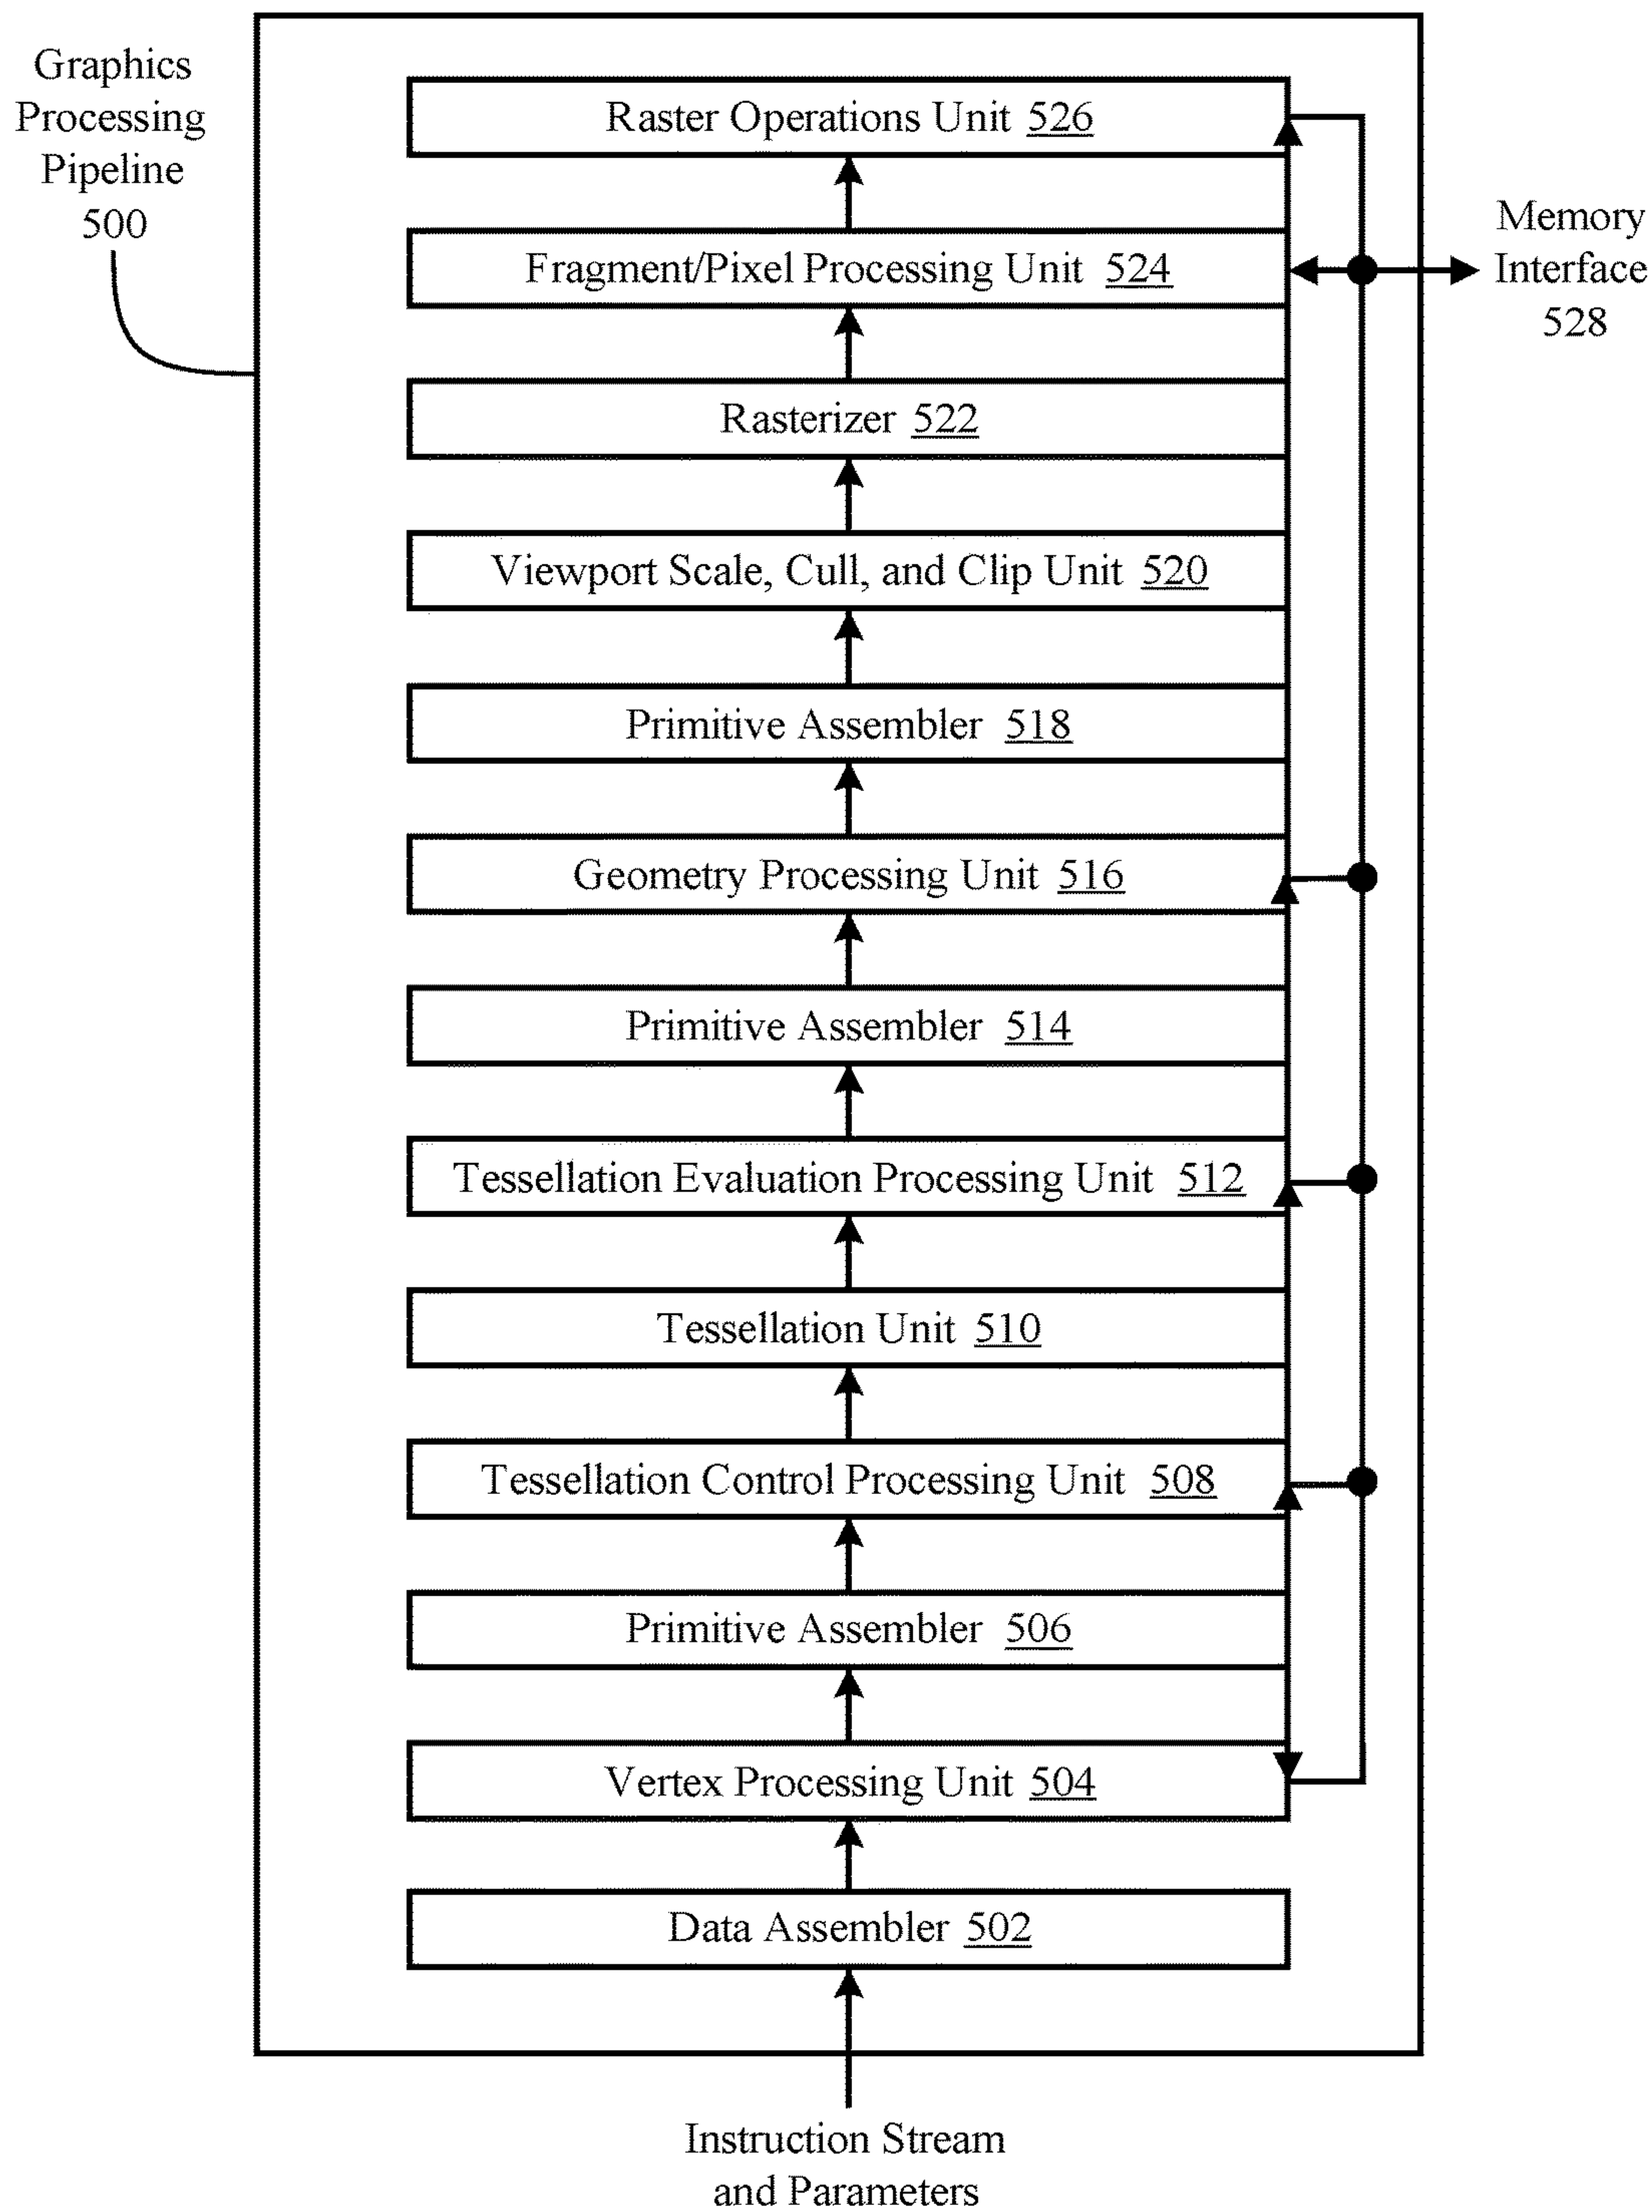 Graphics
Processing
Pipeline
500
Raster Operations Unit 526
Fragment/Pixel Processing Unit 524
Memory
Interface
528
Rasterizer 522
Viewport Scale, Cull, and Clip Unit 520
Primitive Assembler 518
Geometry Processing Unit 516
Primitive Assembler 514
Tessellation Evaluation Processing Unit 512
Tessellation Unit 510
Tessellation Control Processing Unit 508
Primitive Assembler 506
Vertex Processing Unit 504
Data Assembler 502
Instruction Stream
and Parameters